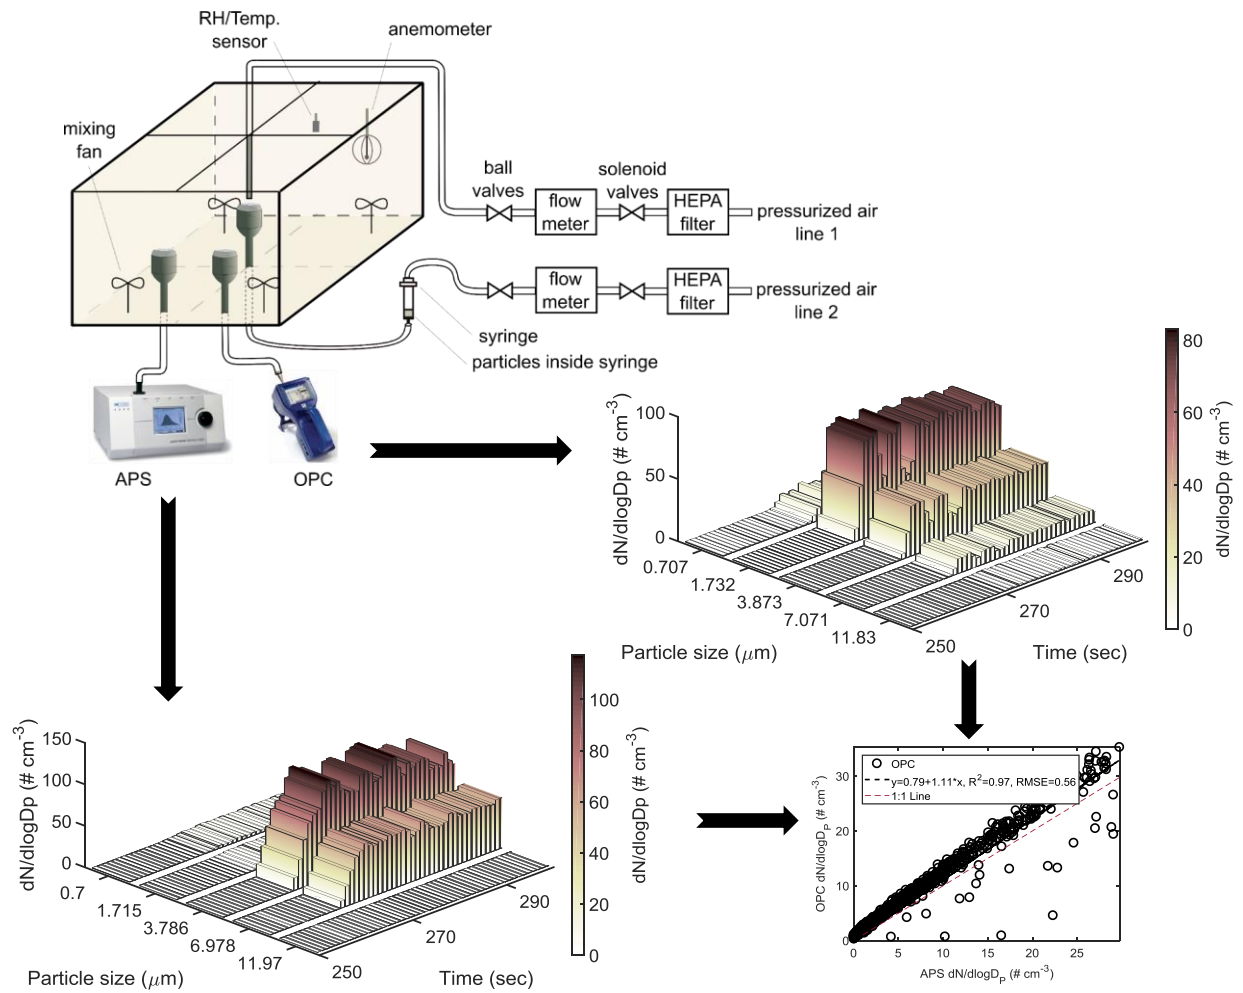 RH/Temp.
sensor
anemometer
mixing
fan
ball
valves
solenoid
valves
flow
meter
HEPA
filter
pressurized air
line 1
flow
meter
HEPA
filter
pressurized air
line 2
syringe
particles inside syringe
APS
OPC
dN/dlogDp (# cm⁻³)
100
50
0
0.707
1.732
3.873
7.071
11.83
250
270
290
Particle size (μm)
Time (sec)
80
60
40
20
0
dN/dlogDp (# cm⁻³)
dN/dlogDp (# cm⁻³)
150
100
50
0
0.7
1.715
3.786
6.978
11.97
250
270
290
Particle size (μm)
Time (sec)
100
80
60
40
20
0
dN/dlogDp (# cm⁻³)
OPC
y=0.79+1.11*x, R²=0.97, RMSE=0.56
1:1 Line
OPC dN/dlogD_P (# cm⁻³)
30
20
10
0
0
5
10
15
20
25
APS dN/dlogD_P (# cm⁻³)